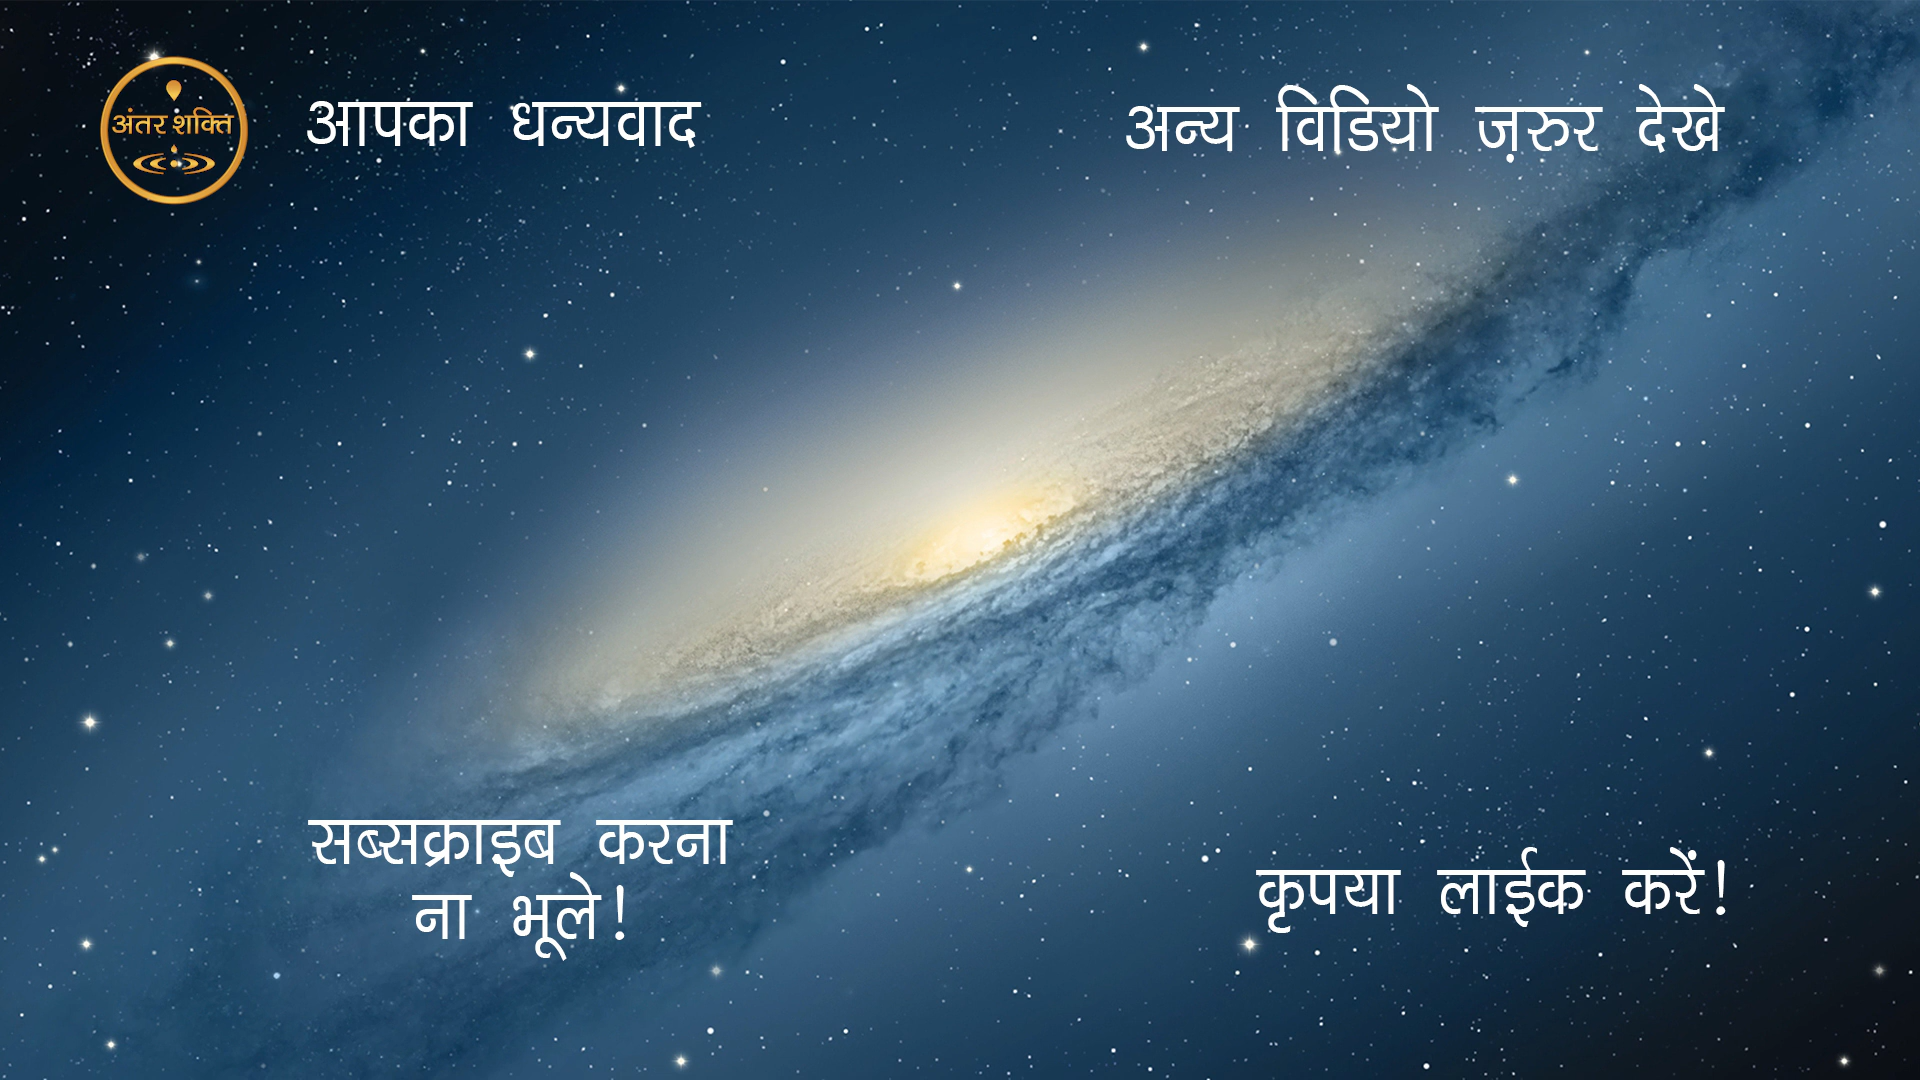 अंतर शक्ति
आपका धन्यवाद
अन्य विडियो ज़रुर देखे
सब्सक्राइब करना
ना भूले!
कृपया लाईक करें!